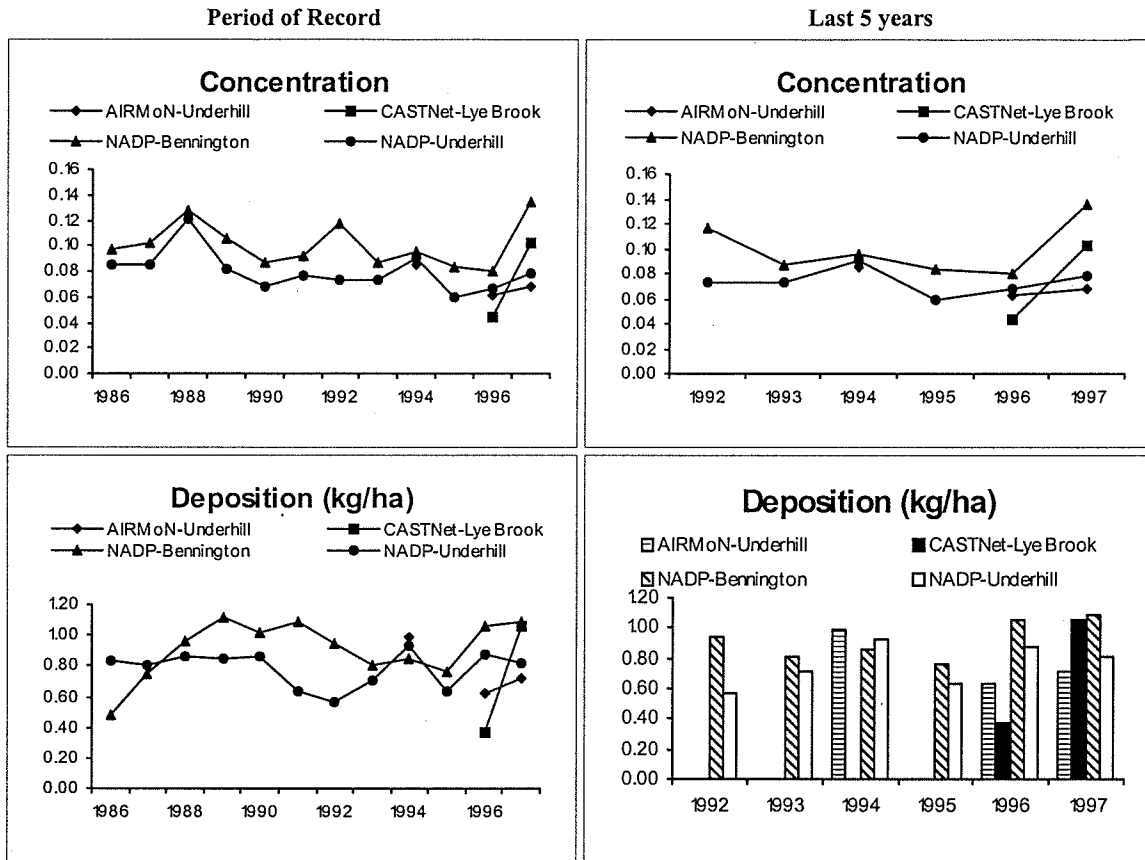 Period of Record
Last 5 years
Concentration
AIRMoN-Underhill
CASTNet-Lye Brook
NADP-Bennington
NADP-Underhill
0.16
0.14
0.12
0.10
0.08
0.06
0.04
0.02
0.00
1986
1988
1990
1992
1994
1996
Concentration
AIRMoN-Underhill
CASTNet-Lye Brook
NADP-Bennington
NADP-Underhill
0.16
0.14
0.12
0.10
0.08
0.06
0.04
0.02
0.00
1992
1993
1994
1995
1996
1997
Deposition (kg/ha)
AIRMoN-Underhill
CASTNet-Lye Brook
NADP-Bennington
NADP-Underhill
1.20
1.00
0.80
0.60
0.40
0.20
0.00
1986
1988
1990
1992
1994
1996
Deposition (kg/ha)
AIRMoN-Underhill
CASTNet-Lye Brook
NADP-Bennington
NADP-Underhill
1.20
1.00
0.80
0.60
0.40
0.20
0.00
1992
1993
1994
1995
1996
1997